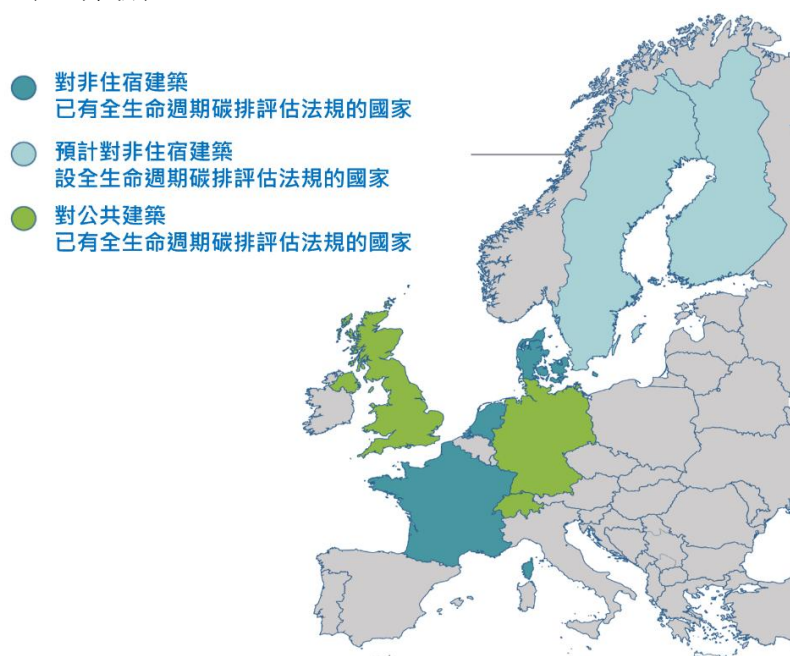 對非住宿建築
已有全生命週期碳排評估法規的國家
預計對非住宿建築
設全生命週期碳排評估法規的國家
對公共建築
已有全生命週期碳排評估法規的國家